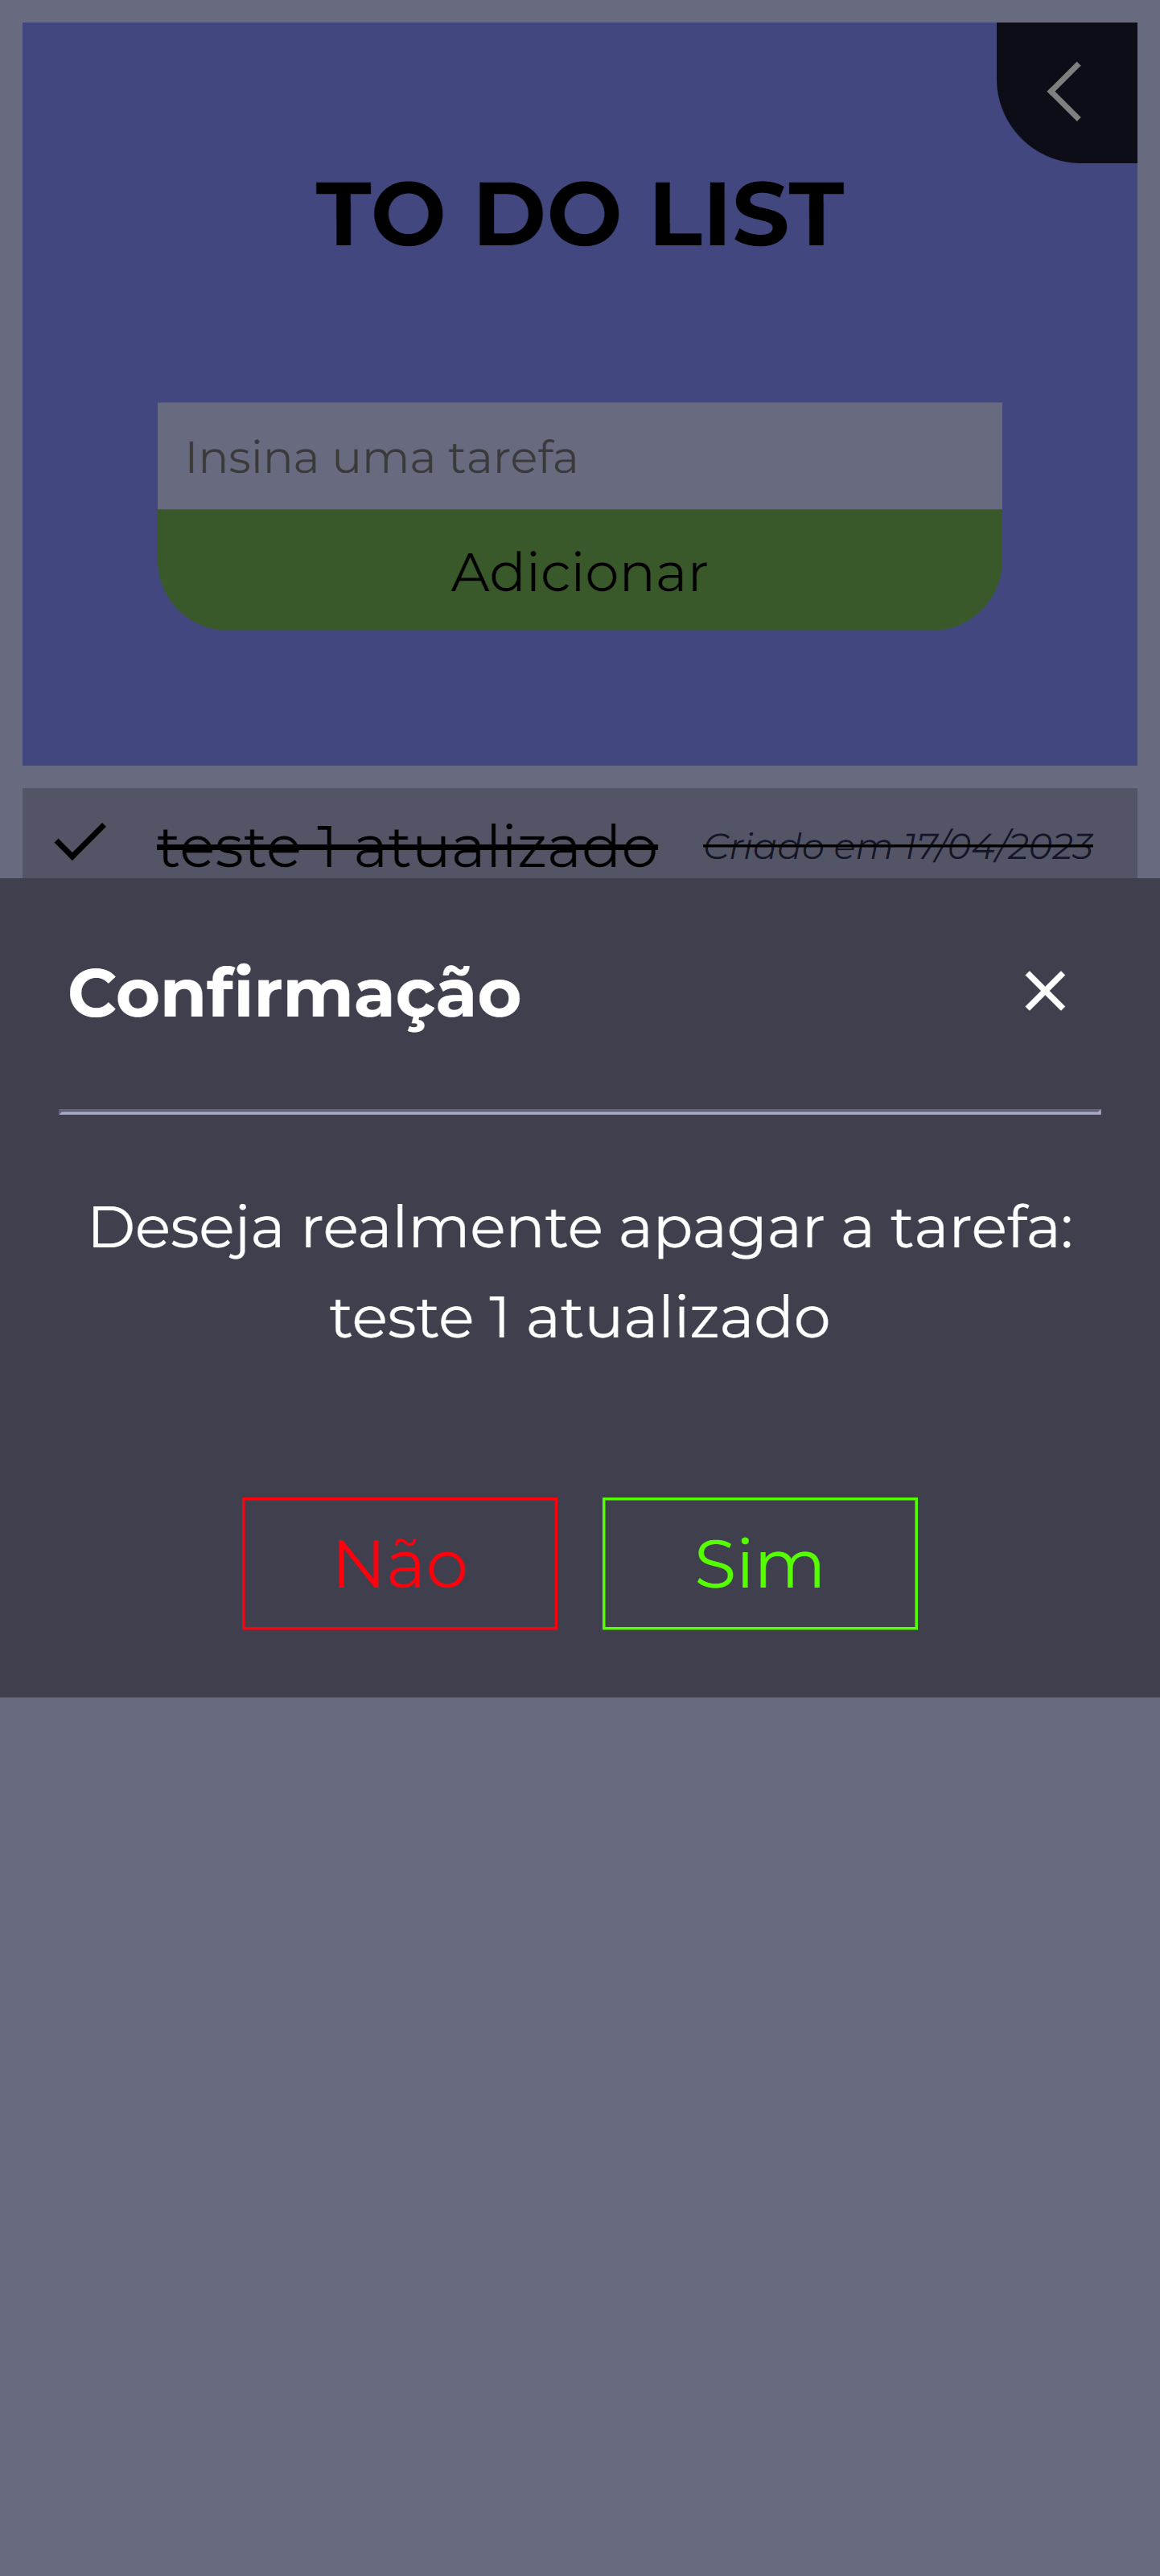 TO DO LIST
Insina uma tarefa
Adicionar
teste 1 atualizado Criado em 17/04/2023
Confirmação
Deseja realmente apagar a tarefa:
teste 1 atualizado
Não Sim